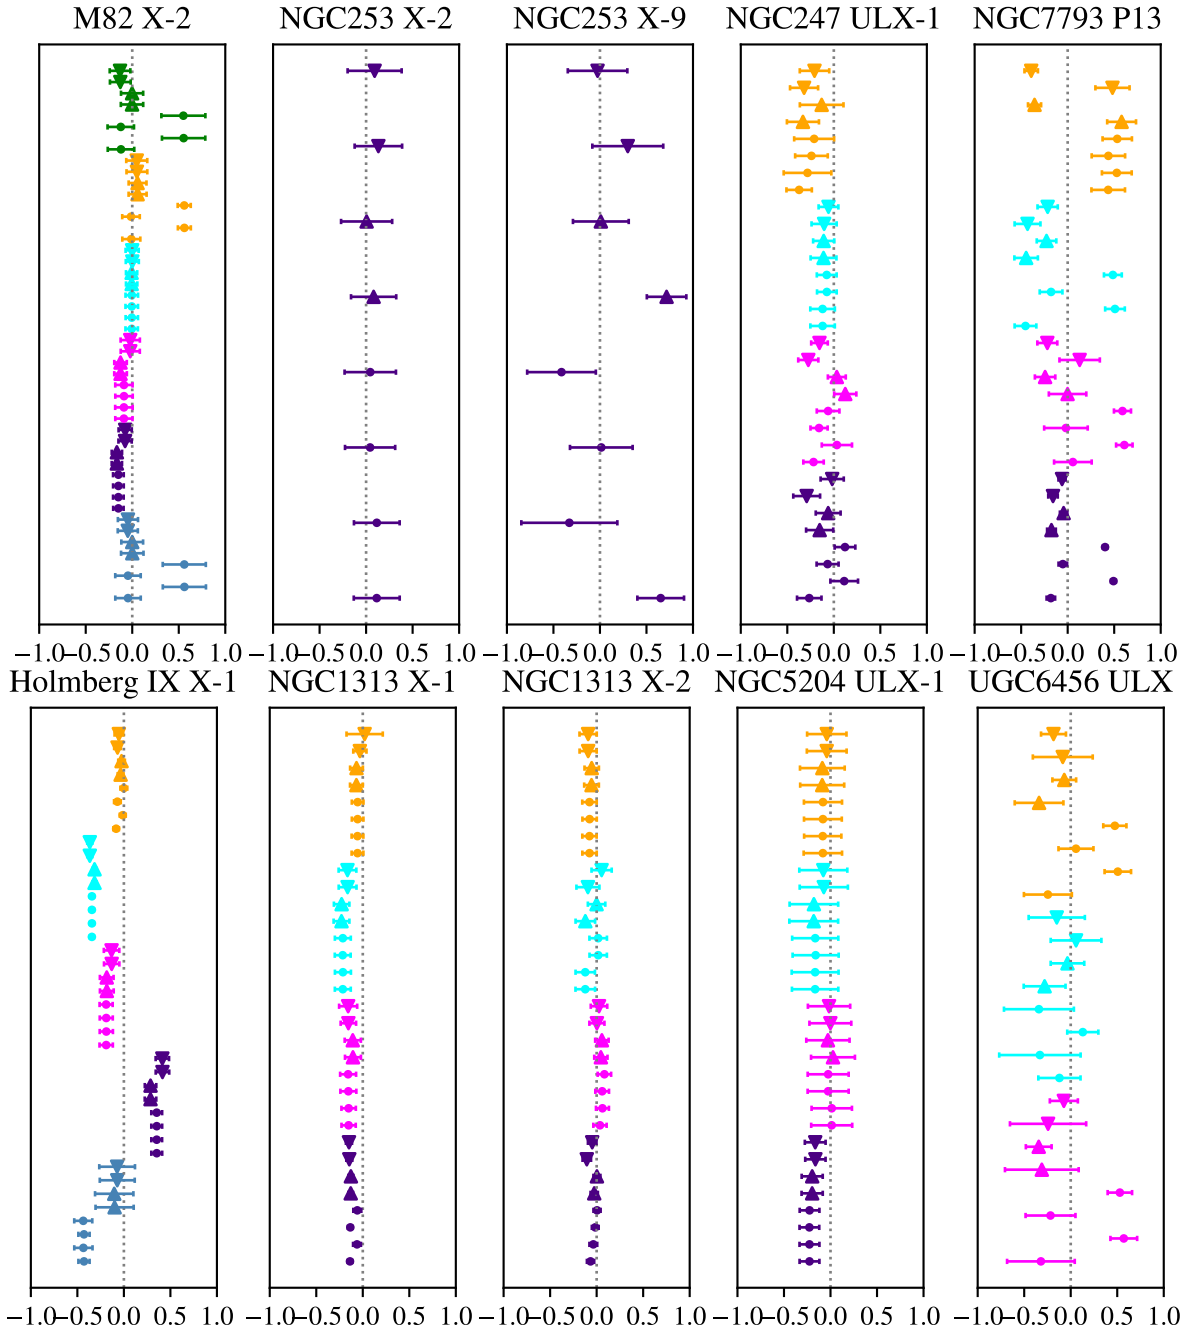 M82 X-2 NGC253 X-2 NGC253 X-9 NGC247 ULX-1 NGC7793 P13
−1.0 −0.5 0.0 0.5 1.0 −1.0 −0.5 0.0 0.5 1.0 −1.0 −0.5 0.0 0.5 1.0 −1.0 −0.5 0.0 0.5 1.0 −1.0 −0.5 0.0 0.5 1.0
Holmberg IX X-1 NGC1313 X-1 NGC1313 X-2 NGC5204 ULX-1 UGC6456 ULX
−1.0 −0.5 0.0 0.5 1.0 −1.0 −0.5 0.0 0.5 1.0 −1.0 −0.5 0.0 0.5 1.0 −1.0 −0.5 0.0 0.5 1.0 −1.0 −0.5 0.0 0.5 1.0